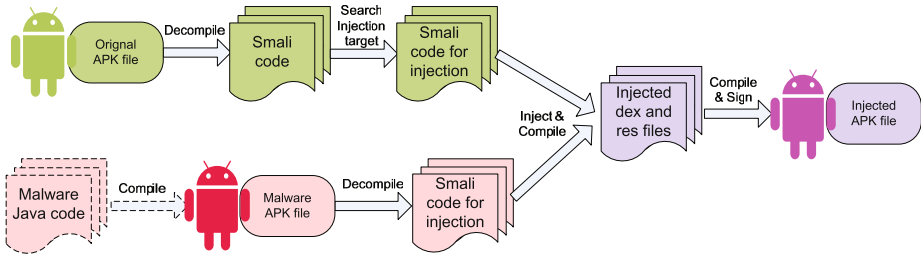 Orignal
APK file
Decompile
Smali
code
Search
Injection
target
Smali
code for
injection
Malware
Java code
Compile
Malware
APK file
Decompile
Smali
code for
injection
Inject &
Compile
Injected
dex and
res files
Compile
& Sign
Injected
APK file